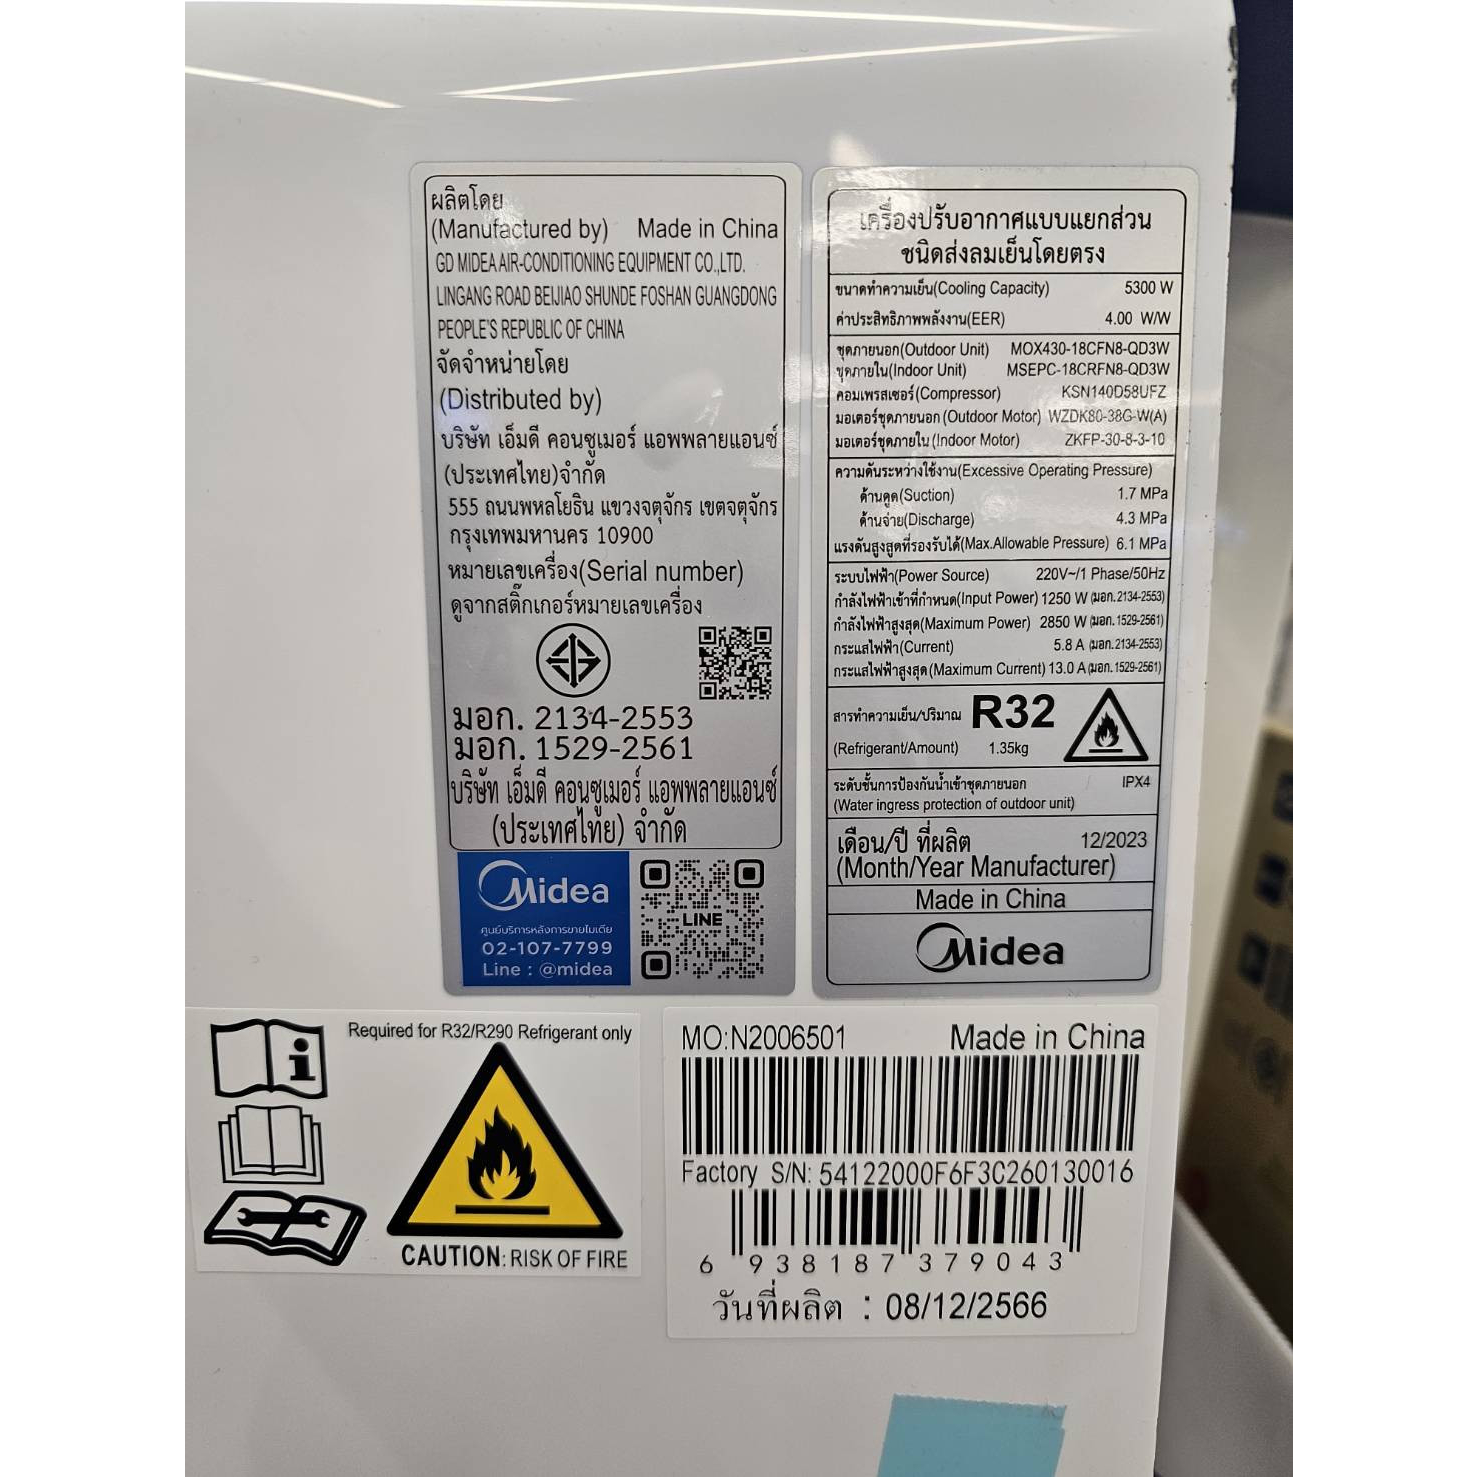 ผลิตโดย
(Manufactured by) Made in China
GD MIDEA AIR-CONDITIONING EQUIPMENT CO.,LTD.
LINGANG ROAD BEIJIAO SHUNDE FOSHAN GUANGDONG
PEOPLE'S REPUBLIC OF CHINA
จัดจำหน่ายโดย
(Distributed by)
บริษัท เอ็มดี คอนซูเมอร์ แอพพลายแอนซ์
(ประเทศไทย)จำกัด
555 ถนนพหลโยธิน แขวงจตุจักร เขตจตุจักร
กรุงเทพมหานคร 10900
หมายเลขเครื่อง(Serial number)
ดูจากสติ๊กเกอร์หมายเลขเครื่อง
มอก. 2134-2553
มอก. 1529-2561
บริษัท เอ็มดี คอนซูเมอร์ แอพพลายแอนซ์
(ประเทศไทย) จำกัด
Midea
ศูนย์บริการหลังการขายไมเดีย
02-107-7799
Line : @midea
LINE
เครื่องปรับอากาศแบบแยกส่วน
ชนิดส่งลมเย็นโดยตรง
ขนาดทำความเย็น(Cooling Capacity) 5300 W
ค่าประสิทธิภาพพลังงาน(EER) 4.00 W/W
ชุดภายนอก(Outdoor Unit) MOX430-18CFN8-QD3W
ชุดภายใน(Indoor Unit) MSEPC-18CRFN8-QD3W
คอมเพรสเซอร์(Compressor) KSN140D58UFZ
มอเตอร์ชุดภายนอก(Outdoor Motor) WZDK80-38G-W(A)
มอเตอร์ชุดภายใน(Indoor Motor) ZKFP-30-8-3-10
ความดันระหว่างใช้งาน(Excessive Operating Pressure)
ด้านดูด(Suction) 1.7 MPa
ด้านจ่าย(Discharge) 4.3 MPa
แรงดันสูงสุดที่รองรับได้(Max.Allowable Pressure) 6.1 MPa
ระบบไฟฟ้า(Power Source) 220V~/1 Phase/50Hz
กำลังไฟฟ้าเข้าที่กำหนด(Input Power) 1250 W (มอก.2134-2553)
กำลังไฟฟ้าสูงสุด(Maximum Power) 2850 W (มอก.1529-2561)
กระแสไฟฟ้า(Current) 5.8 A (มอก.2134-2553)
กระแสไฟฟ้าสูงสุด(Maximum Current) 13.0 A(มอก.1529-2561)
สารทำความเย็น/ปริมาณ R32
(Refrigerant/Amount) 1.35kg
ระดับชั้นการป้องกันน้ำเข้าชุดภายนอก IPX4
(Water ingress protection of outdoor unit)
เดือน/ปี ที่ผลิต 12/2023
(Month/Year Manufacturer)
Made in China
Midea
Required for R32/R290 Refrigerant only
CAUTION: RISK OF FIRE
MO:N2006501 Made in China
Factory S/N: 54122000F6F3C260130016
6 938187 379043
วันที่ผลิต : 08/12/2566